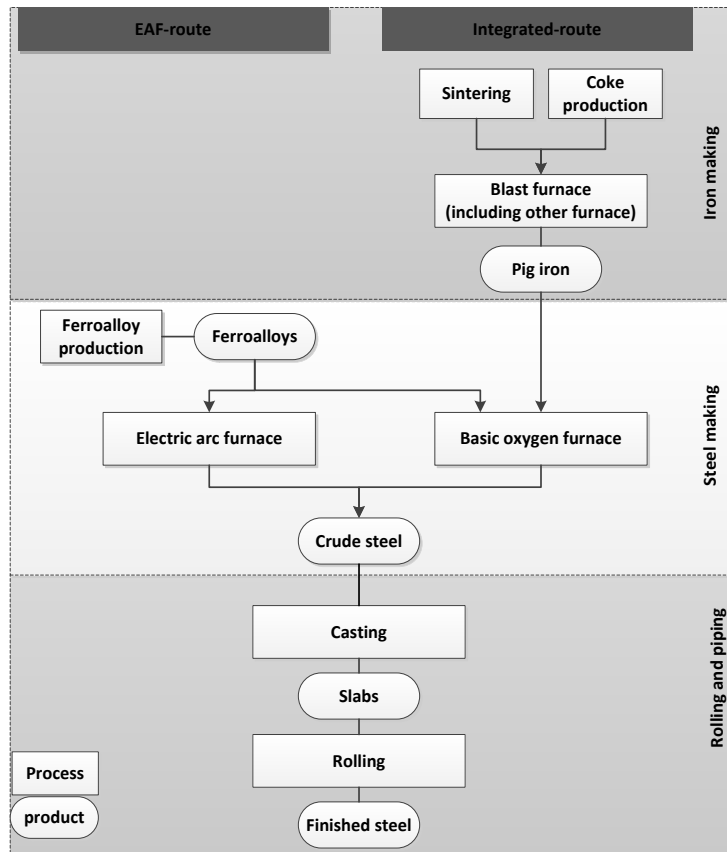 EAF-route
Integrated-route
Sintering
Coke
production
Blast furnace
(including other furnace)
Pig iron
Iron making
Ferroalloy
production
Ferroalloys
Electric arc furnace
Basic oxygen furnace
Crude steel
Steel making
Casting
Slabs
Rolling
Finished steel
Rolling and piping
Process
product